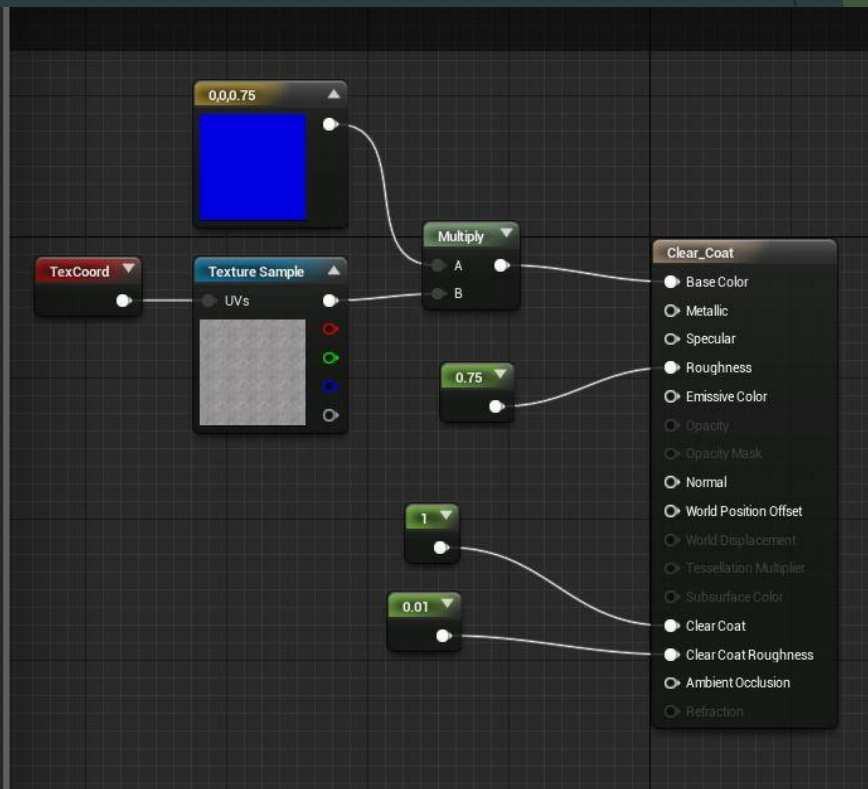 0,0,0.75
TexCoord
Texture Sample
UVs
Multiply
A
B
0.75
1
0.01
Clear_Coat
Base Color
Metallic
Specular
Roughness
Emissive Color
Opacity
Opacity Mask
Normal
World Position Offset
World Displacement
Tessellation Multiplier
Subsurface Color
Clear Coat
Clear Coat Roughness
Ambient Occlusion
Refraction